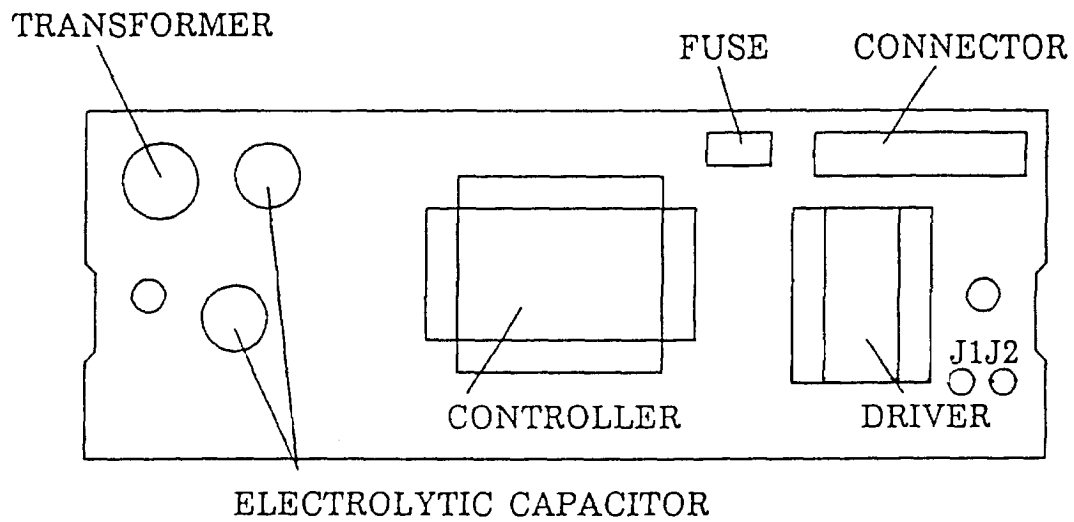 TRANSFORMER
FUSE
CONNECTOR
J1J2
CONTROLLER
DRIVER
ELECTROLYTIC CAPACITOR